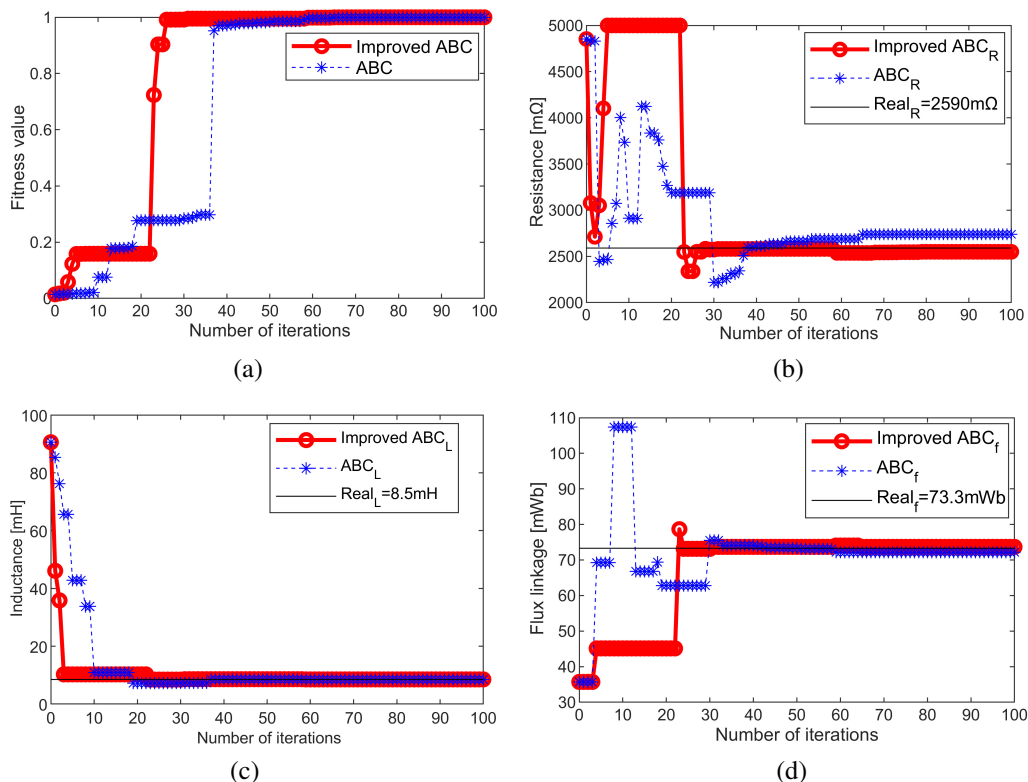 1
0.8
0.6
0.4
0.2
0
Fitness value
Improved ABC
ABC
0 10 20 30 40 50 60 70 80 90 100
Number of iterations
(a)
5000
4500
4000
3500
3000
2500
2000
Resistance [mΩ]
Improved ABC_R
ABC_R
Real_R=2590mΩ
0 10 20 30 40 50 60 70 80 90 100
Number of iterations
(b)
100
80
60
40
20
0
Inductance [mH]
Improved ABC_L
ABC_L
Real_L=8.5mH
0 10 20 30 40 50 60 70 80 90 100
Number of iterations
(c)
110
100
90
80
70
60
50
40
30
Flux linkage [mWb]
Improved ABC_f
ABC_f
Real_f=73.3mWb
0 10 20 30 40 50 60 70 80 90 100
Number of iterations
(d)